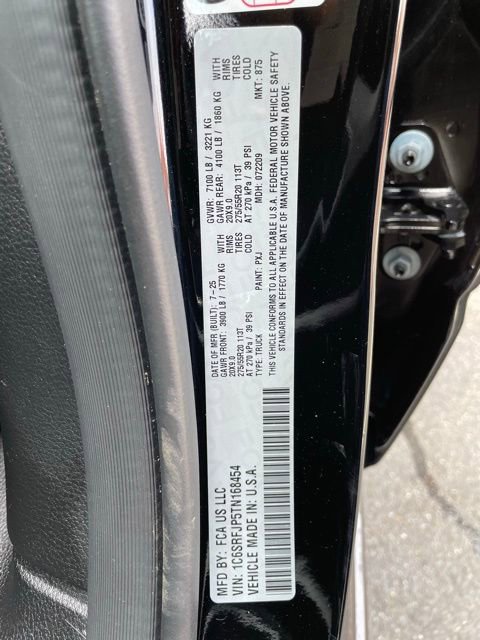 MFD BY: FCA US LLC
VIN: 1C6SRFJP5TN168454
VEHICLE MADE IN: U.S.A.
DATE OF MFR (BUILT): 7-25 GVWR: 7100 LB / 3221 KG
GAWR FRONT: 3900 LB / 1770 KG WITH GAWR REAR: 4100 LB / 1860 KG WITH
20X9.0 RIMS 20X9.0 RIMS
275/55R20 113T TIRES 275/55R20 113T TIRES
AT 270 kPa / 39 PSI COLD AT 270 kPa / 39 PSI COLD
TYPE: TRUCK PAINT: PXJ MDH: 072209 MKT: 875
THIS VEHICLE CONFORMS TO ALL APPLICABLE U.S.A. FEDERAL MOTOR VEHICLE SAFETY
STANDARDS IN EFFECT ON THE DATE OF MANUFACTURE SHOWN ABOVE.